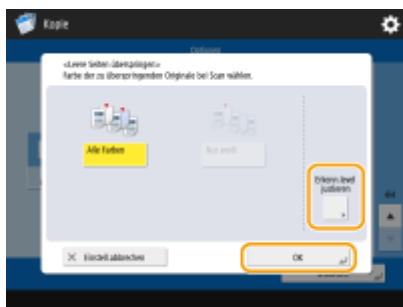 Kopie
Optionen
<Leere Seiten überspringen>
Farbe der zu überspringenden Originale bei Scan wählen.
Alle Farben
Nur weiß
Erkenn.level
justieren
Einstell.abbrechen
OK